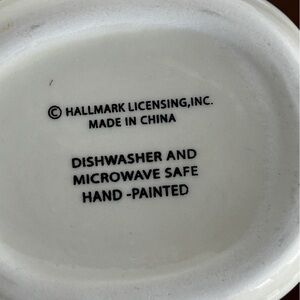 © HALLMARK LICENSING,INC.
MADE IN CHINA
DISHWASHER AND
MICROWAVE SAFE
HAND -PAINTED